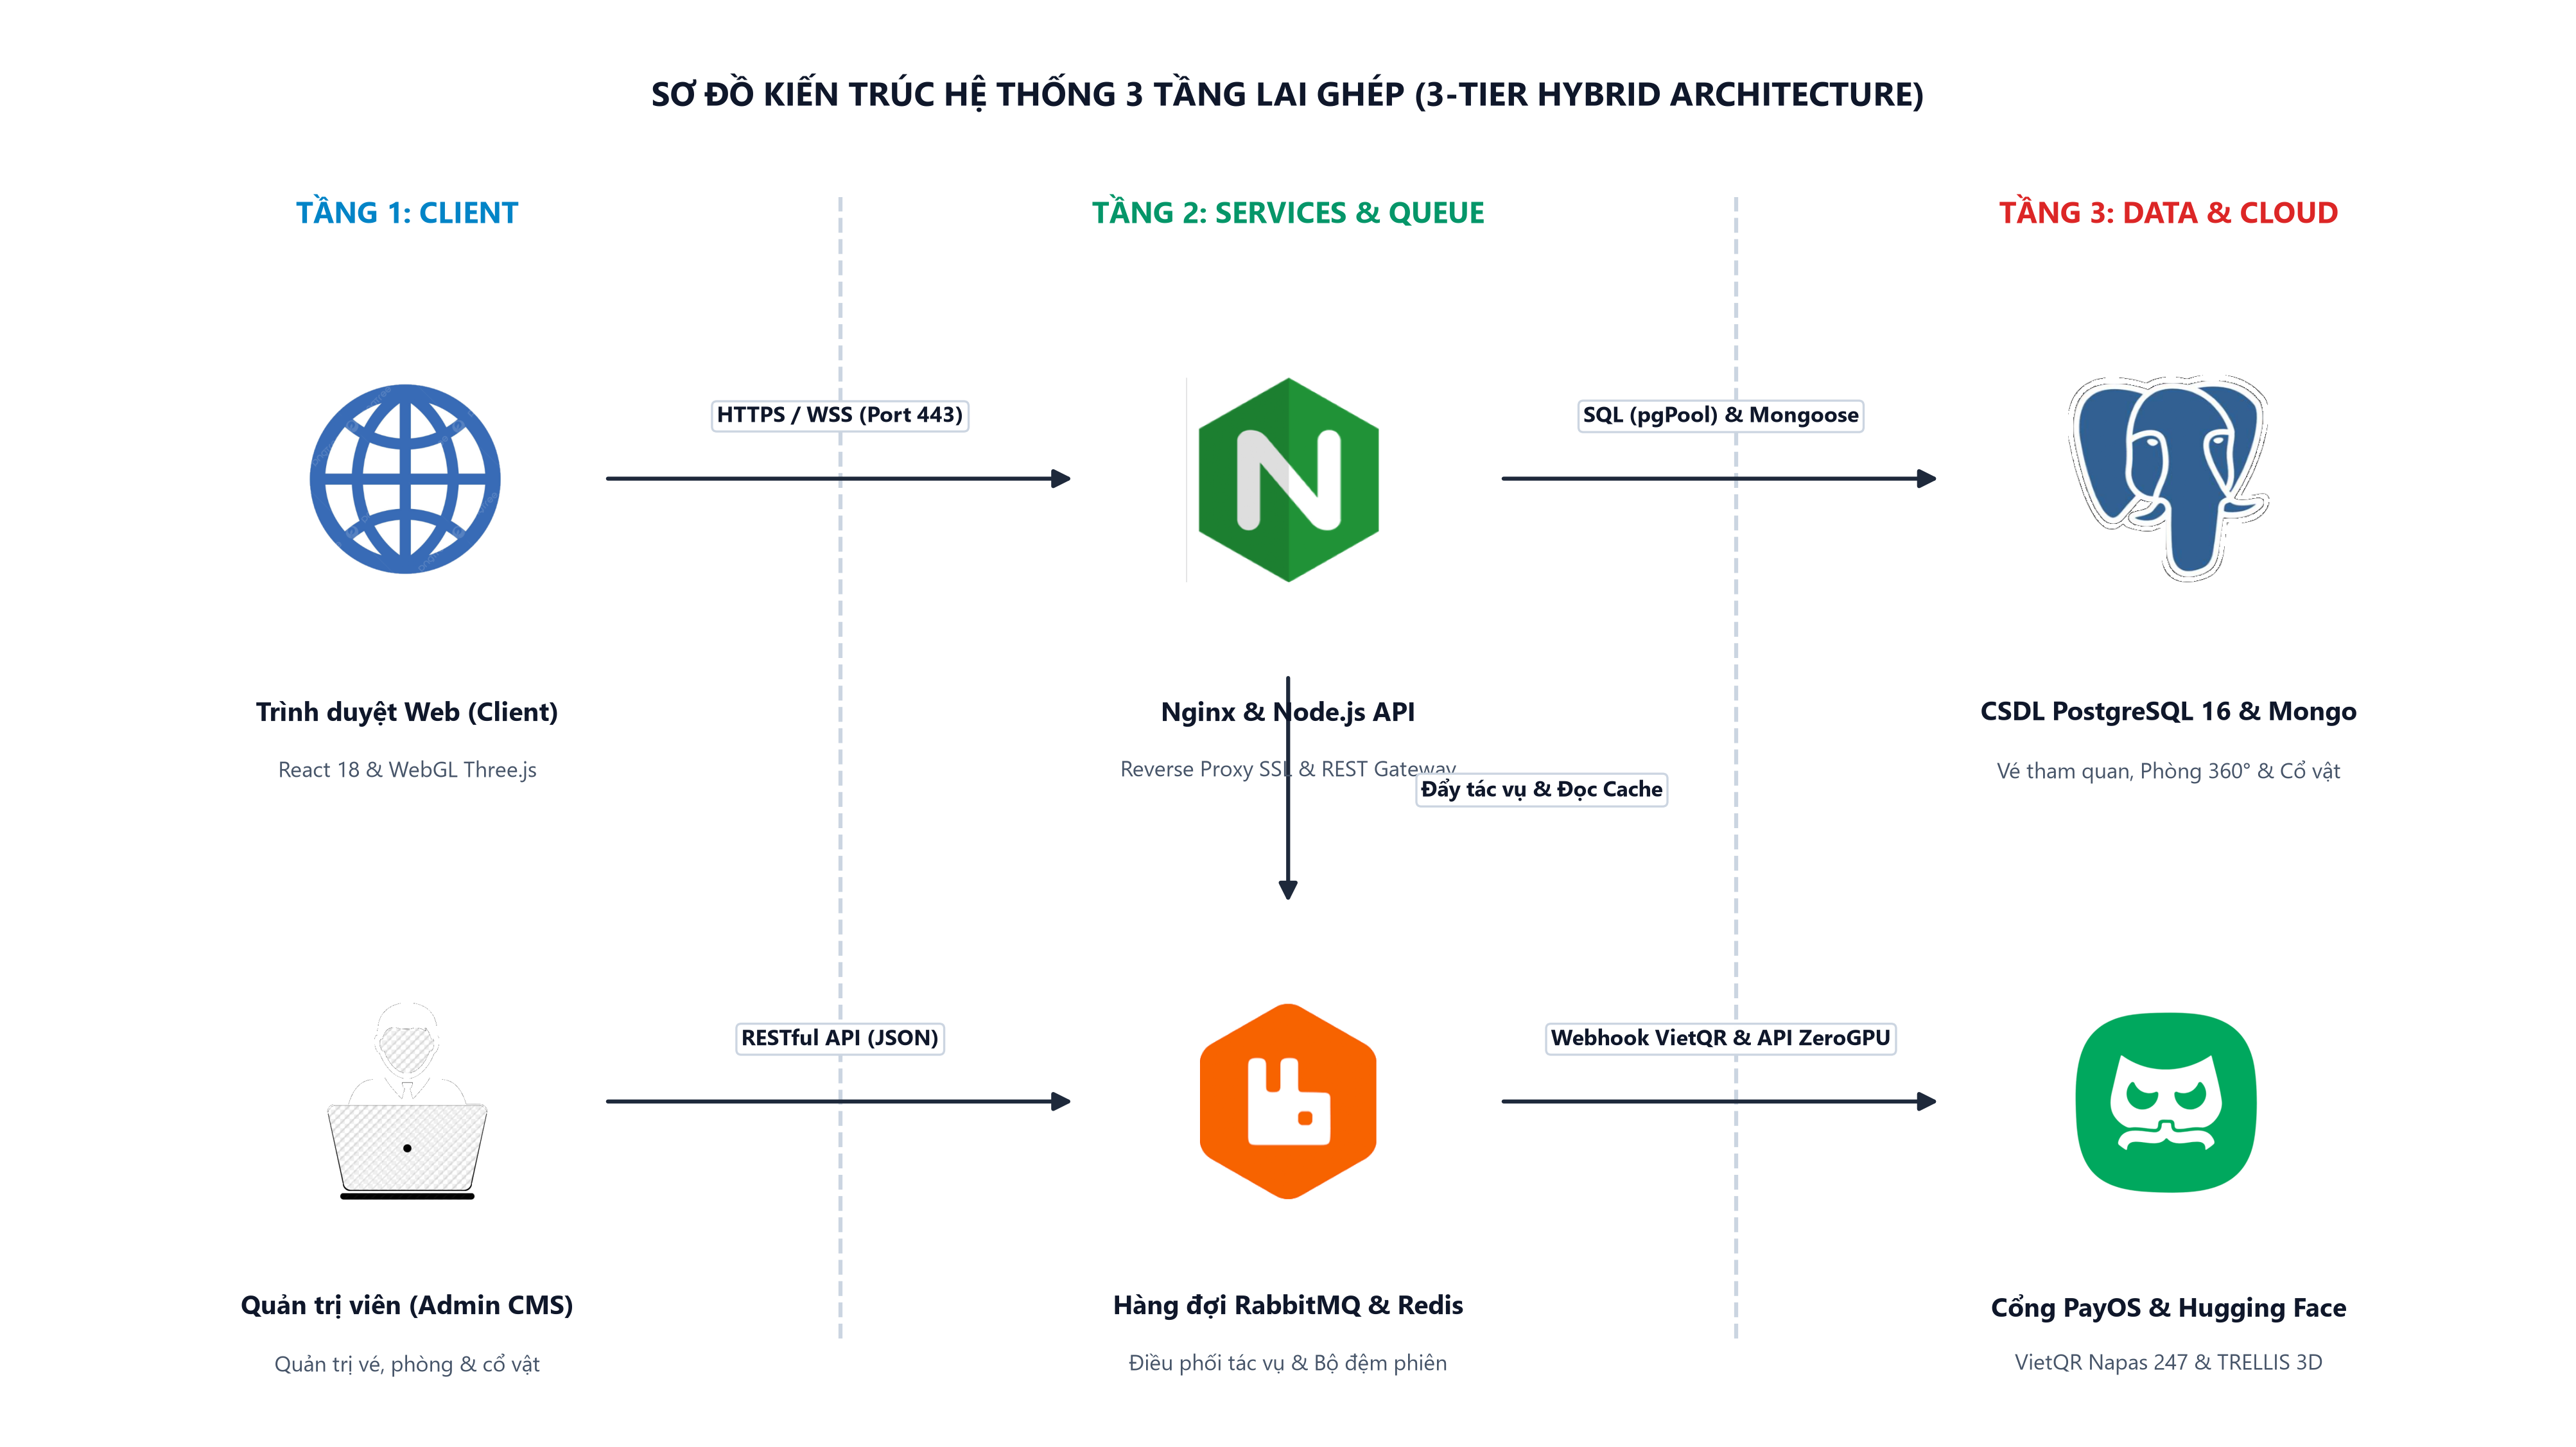 SƠ ĐỒ KIẾN TRÚC HỆ THỐNG 3 TẦNG LAI GHÉP (3-TIER HYBRID ARCHITECTURE)
TẦNG 1: CLIENT
TẦNG 2: SERVICES & QUEUE
TẦNG 3: DATA & CLOUD
HTTPS / WSS (Port 443)
SQL (pgPool) & Mongoose
Trình duyệt Web (Client)
React 18 & WebGL Three.js
Nginx & Node.js API
Reverse Proxy SSL & REST Gateway
CSDL PostgreSQL 16 & Mongo
Vé tham quan, Phòng 360° & Cổ vật
Đẩy tác vụ & Đọc Cache
RESTful API (JSON)
Webhook VietQR & API ZeroGPU
Quản trị viên (Admin CMS)
Quản trị vé, phòng & cổ vật
Hàng đợi RabbitMQ & Redis
Điều phối tác vụ & Bộ đệm phiên
Cổng PayOS & Hugging Face
VietQR Napas 247 & TRELLIS 3D